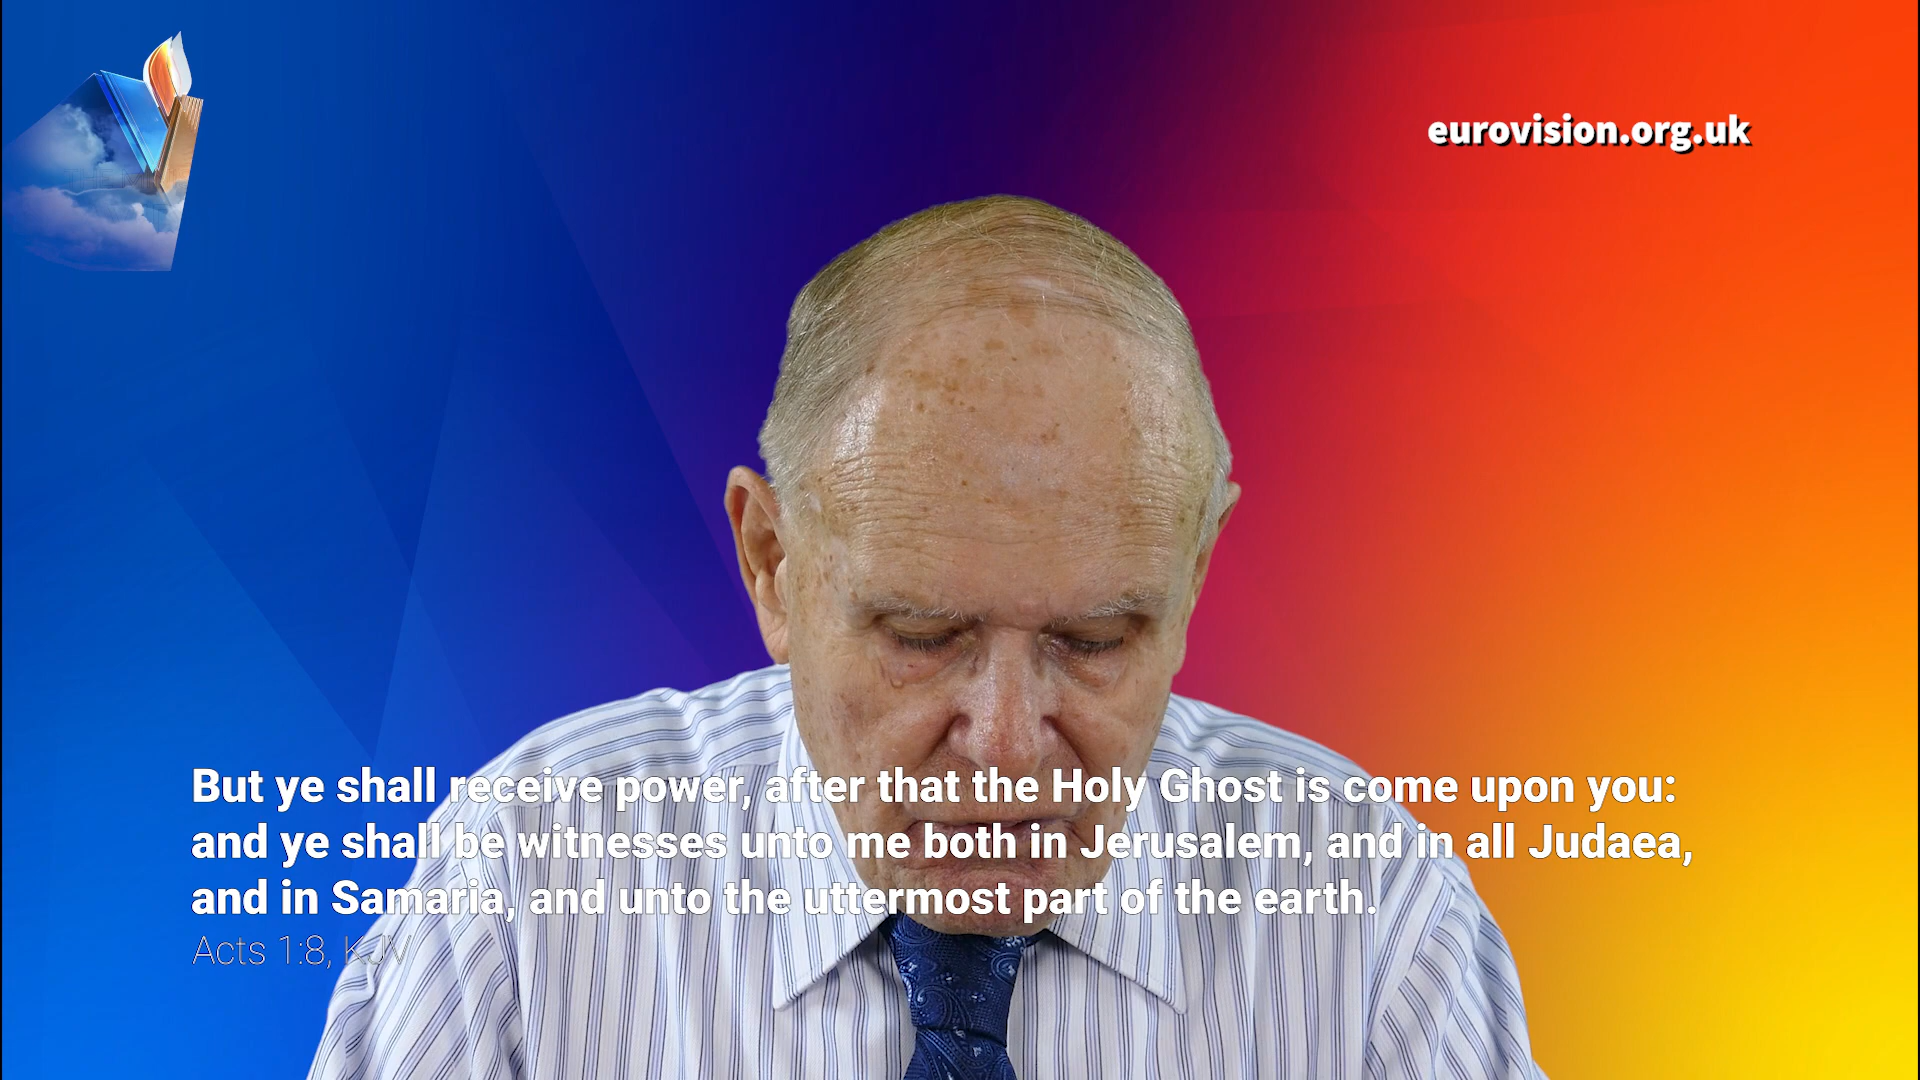 eurovision.org.uk
But ye shall receive power, after that the Holy Ghost is come upon you:
and ye shall be witnesses unto me both in Jerusalem, and in all Judaea,
and in Samaria, and unto the uttermost part of the earth.
Acts 1:8, KJV